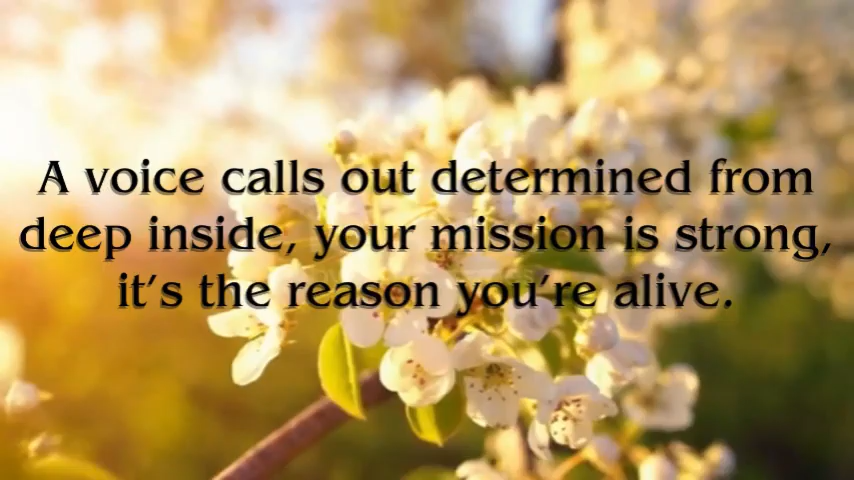 A voice calls out determined from
deep inside, your mission is strong,
it's the reason you're alive.